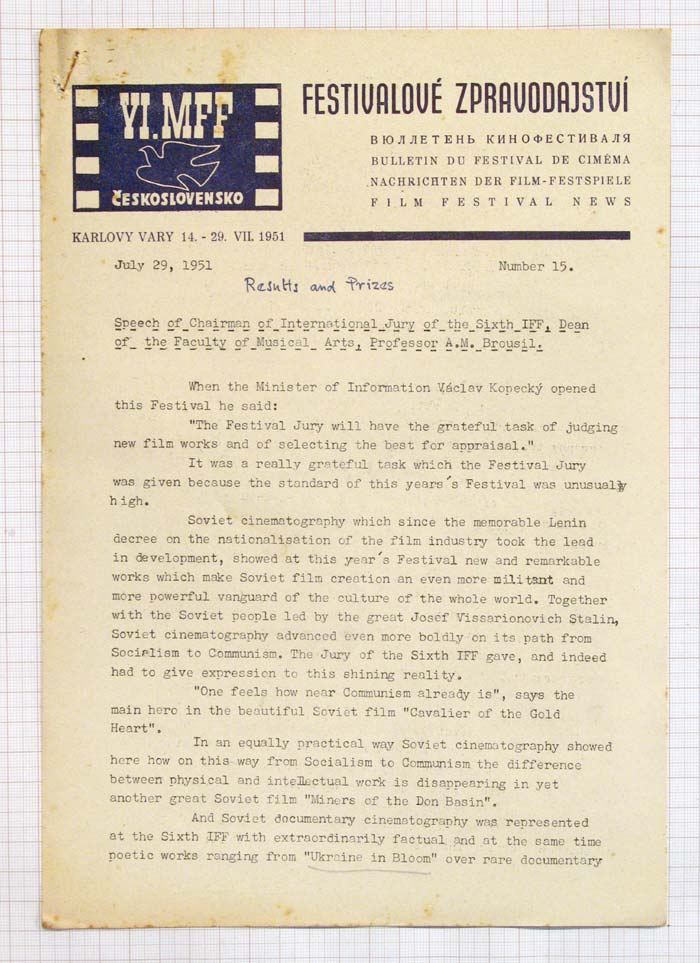 VI. MFF
ČESKOSLOVENSKO
FESTIVALOVÉ ZPRAVODAJSTVÍ
ВЮЛЛЕТЕНЬ КИНОФЕСТИВАЛЯ
BULLETIN DU FESTIVAL DE CIMÉMA
NACHRICHTEN DER FILM-FESTSPIELE
FILM FESTIVAL NEWS
KARLOVY VARY 14. - 29. VII. 1951
July 29, 1951 Number 15.
Results and Prizes
Speech of Chairman of International Jury of the Sixth IFF, Dean
of the Faculty of Musical Arts, Professor A.M. Brousil.
When the Minister of Information Václav Kopecký opened
this Festival he said:
"The Festival Jury will have the grateful task of judging
new film works and of selecting the best for appraisal."
It was a really grateful task which the Festival Jury
was given because the standard of this years´s Festival was unusually
high.
Soviet cinematography which since the memorable Lenin
decree on the nationalisation of the film industry took the lead
in development, showed at this year´s Festival new and remarkable
works which make Soviet film creation an even more militant and
more powerful vanguard of the culture of the whole world. Together
with the Soviet people led by the great Josef Vissarionovich Stalin,
Soviet cinematography advanced even more boldly on its path from
Socialism to Communism. The Jury of the Sixth IFF gave, and indeed
had to give expression to this shining reality.
"One feels how near Communism already is", says the
main hero in the beautiful Soviet film "Cavalier of the Gold
Heart".
In an equally practical way Soviet cinematography showed
here how on this way from Socialism to Communism the difference
between physical and intellectual work is disappearing in yet
another great Soviet film "Miners of the Don Basin".
And Soviet documentary cinematography was represented
at the Sixth IFF with extraordinarily factual and at the same time
poetic works ranging from "Ukraine in Bloom" over rare documentary